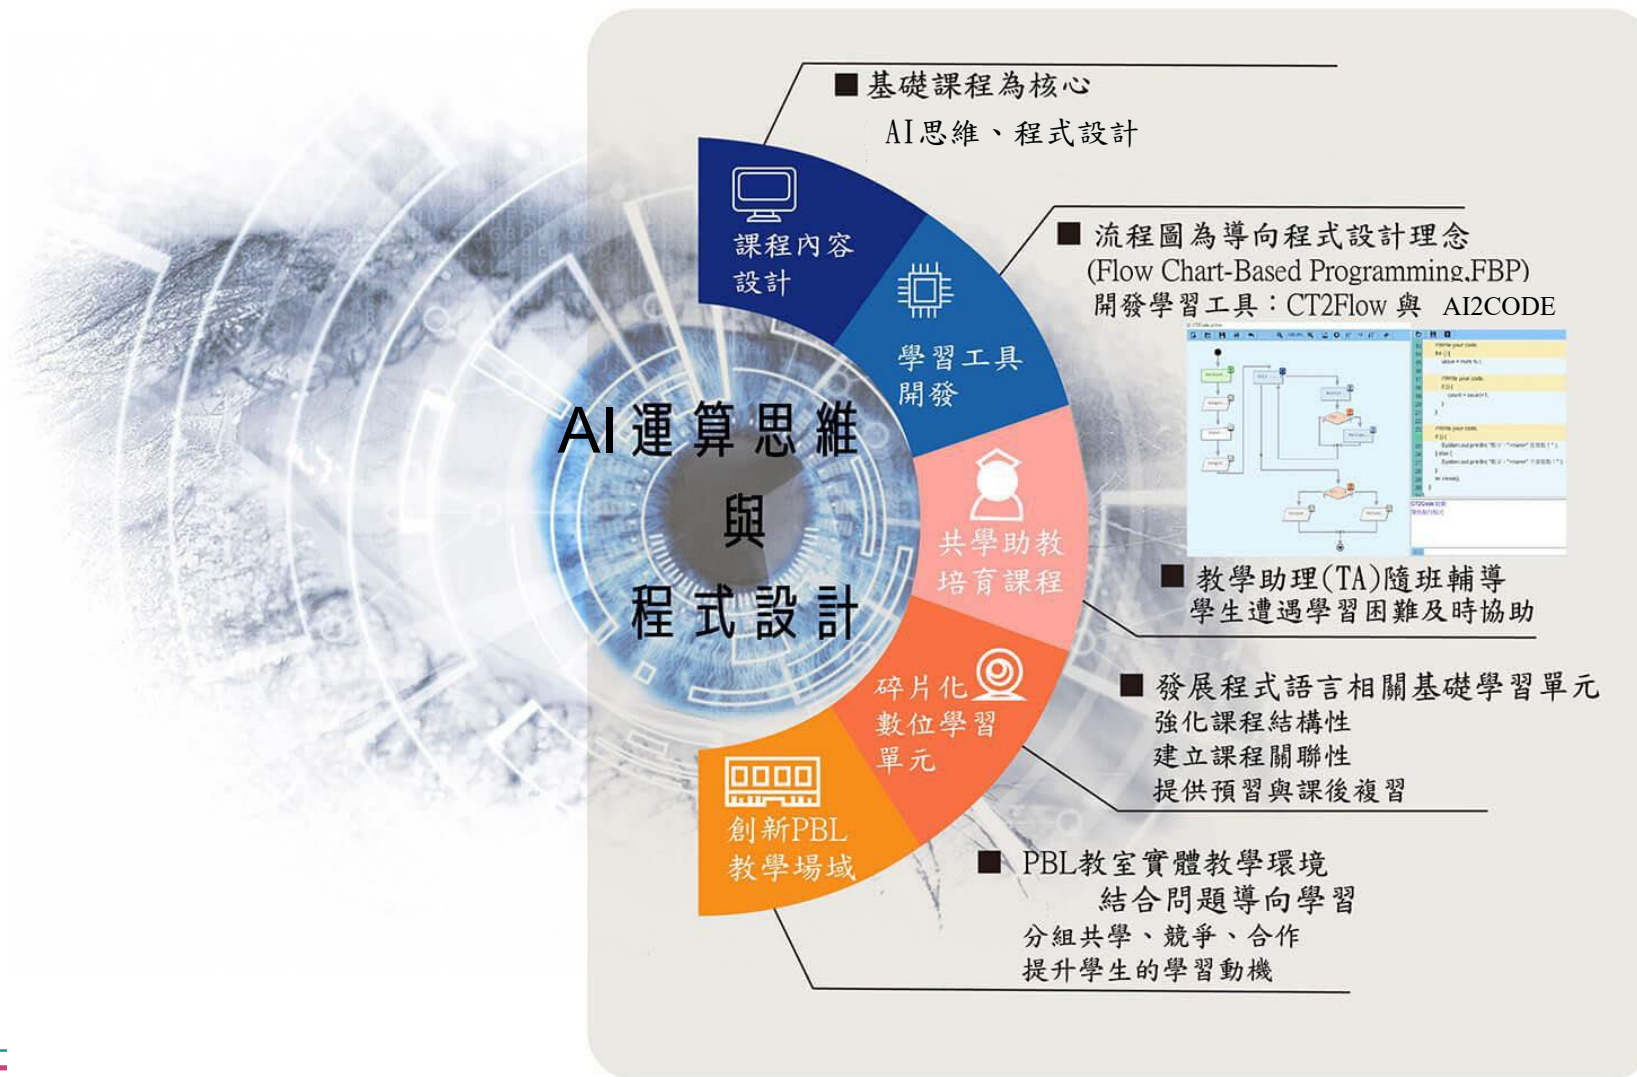 ■ 基礎課程為核心
AI思維、程式設計
課程內容
設計
■ 流程圖為導向程式設計理念
(Flow Chart-Based Programming,FBP)
開發學習工具：CT2Flow 與 AI2CODE
學習工具
開發
AI運算思維
與
程式設計
共學助教
培育課程
■ 教學助理(TA)隨班輔導
學生遭遇學習困難及時協助
碎片化
數位學習
單元
■ 發展程式語言相關基礎學習單元
強化課程結構性
建立課程關聯性
提供預習與課後複習
創新PBL
教學場域
■ PBL教室實體教學環境
結合問題導向學習
分組共學、競爭、合作
提升學生的學習動機